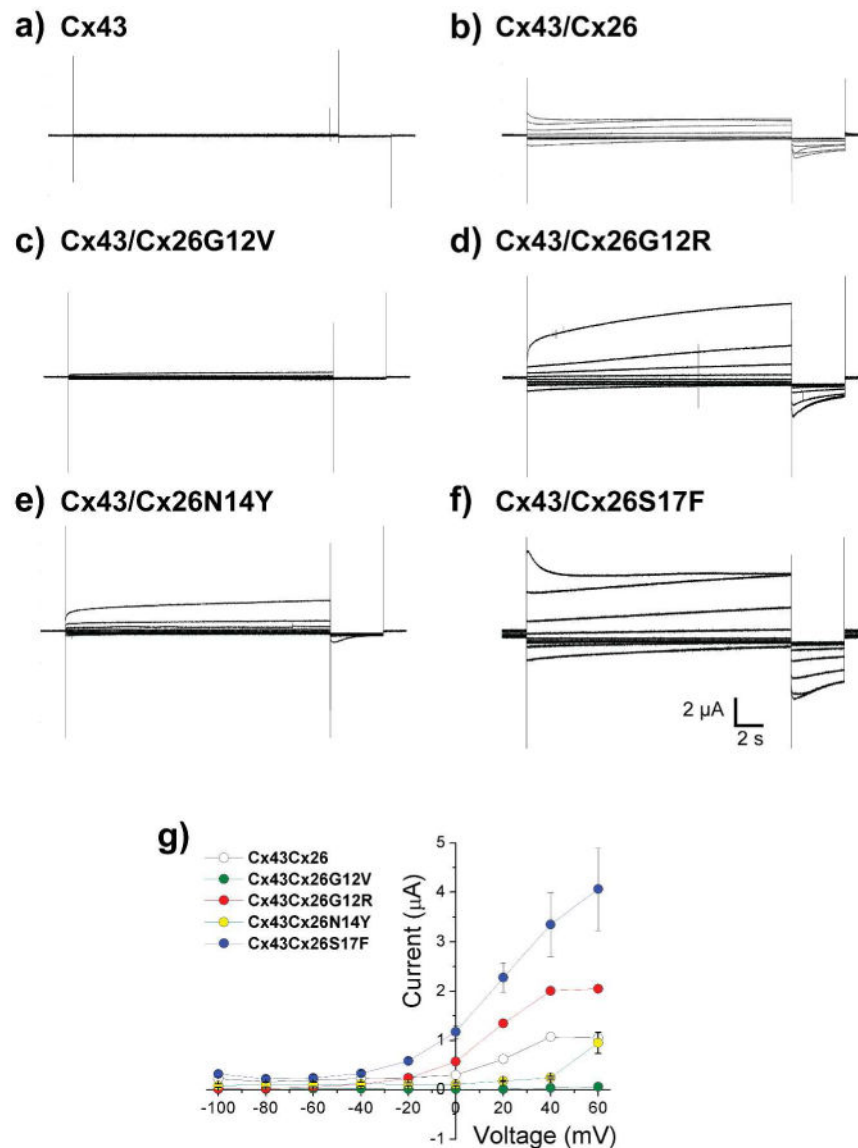 a) Cx43
b) Cx43/Cx26
c) Cx43/Cx26G12V
d) Cx43/Cx26G12R
e) Cx43/Cx26N14Y
f) Cx43/Cx26S17F
2 µA
2 s
g)
Cx43Cx26
Cx43Cx26G12V
Cx43Cx26G12R
Cx43Cx26N14Y
Cx43Cx26S17F
Current (µA)
5
4
3
2
1
0
-1
-100 -80 -60 -40 -20 0 20 40 60
Voltage (mV)